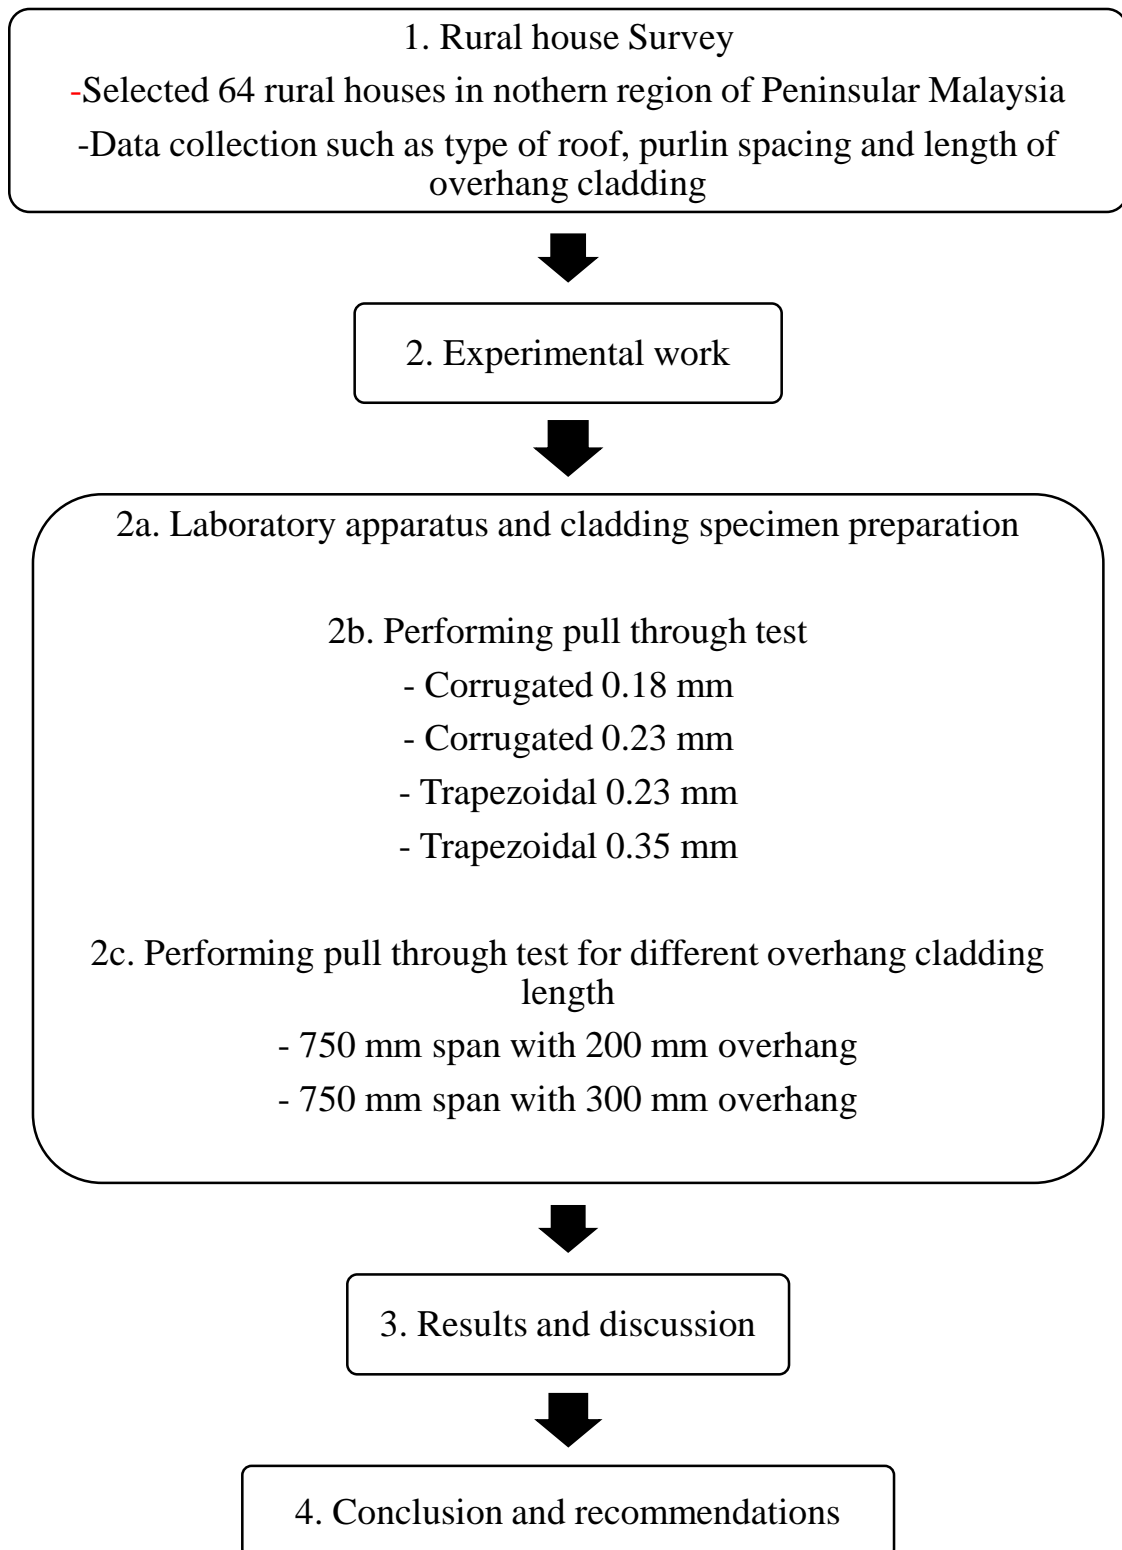 1. Rural house Survey
-Selected 64 rural houses in nothern region of Peninsular Malaysia
-Data collection such as type of roof, purlin spacing and length of
overhang cladding
2. Experimental work
2a. Laboratory apparatus and cladding specimen preparation
2b. Performing pull through test
- Corrugated 0.18 mm
- Corrugated 0.23 mm
- Trapezoidal 0.23 mm
- Trapezoidal 0.35 mm
2c. Performing pull through test for different overhang cladding
length
- 750 mm span with 200 mm overhang
- 750 mm span with 300 mm overhang
3. Results and discussion
4. Conclusion and recommendations